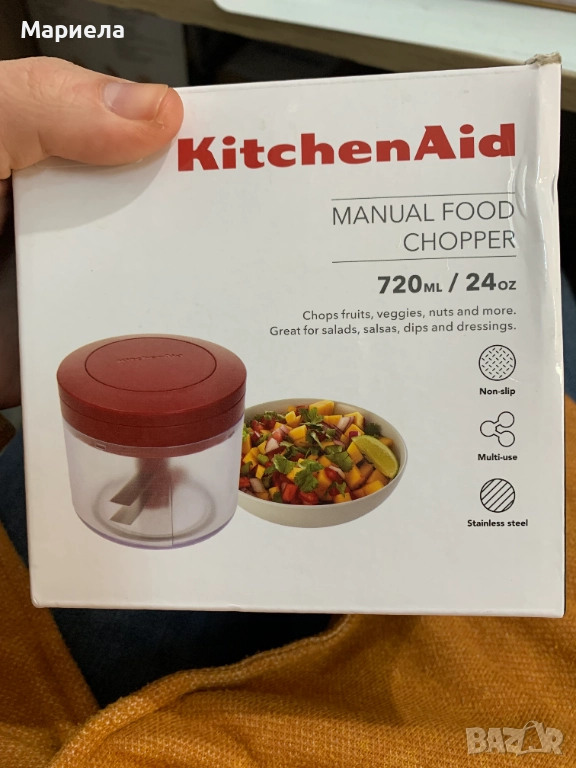 Мариела
KitchenAid
MANUAL FOOD
CHOPPER
720ML / 24OZ
Chops fruits, veggies, nuts and more.
Great for salads, salsas, dips and dressings.
Non-slip
Multi-use
Stainless steel
BAZAR